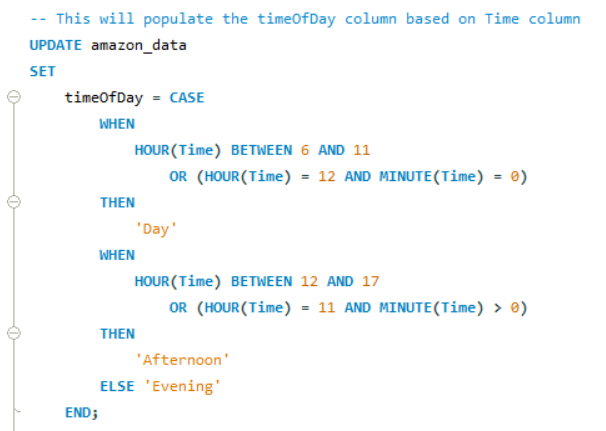 -- This will populate the timeOfDay column based on Time column
UPDATE amazon_data
SET
timeOfDay = CASE
WHEN
HOUR(Time) BETWEEN 6 AND 11
OR (HOUR(Time) = 12 AND MINUTE(Time) = 0)
THEN
'Day'
WHEN
HOUR(Time) BETWEEN 12 AND 17
OR (HOUR(Time) = 11 AND MINUTE(Time) > 0)
THEN
'Afternoon'
ELSE 'Evening'
END;